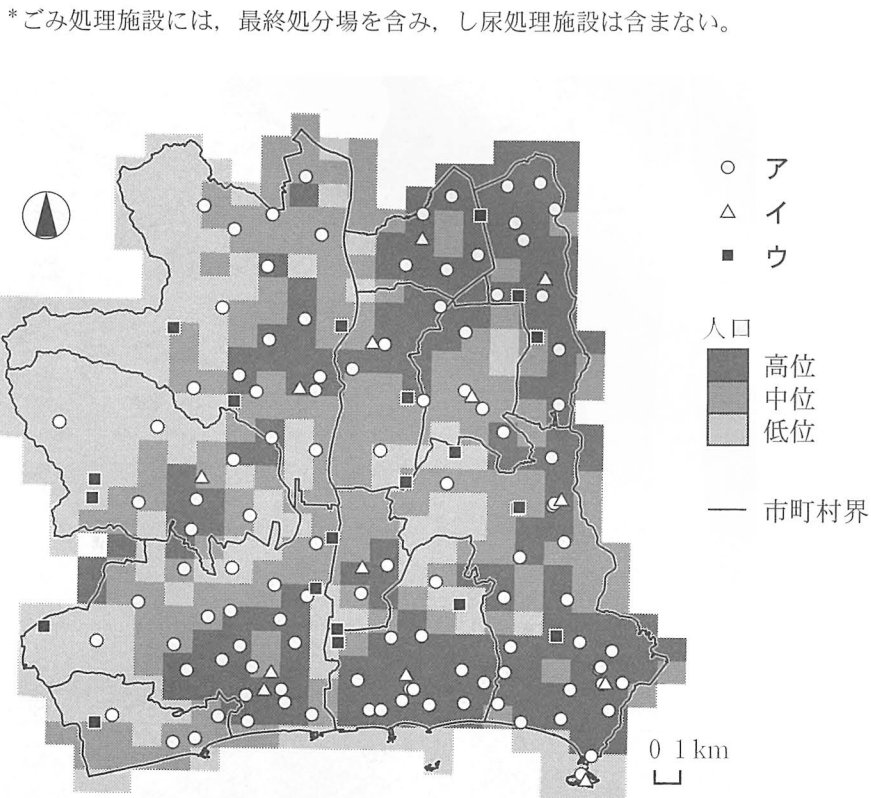 *ごみ処理施設には，最終処分場を含み，し尿処理施設は含まない。
ア
イ
ウ
人口
高位
中位
低位
市町村界
0 1km